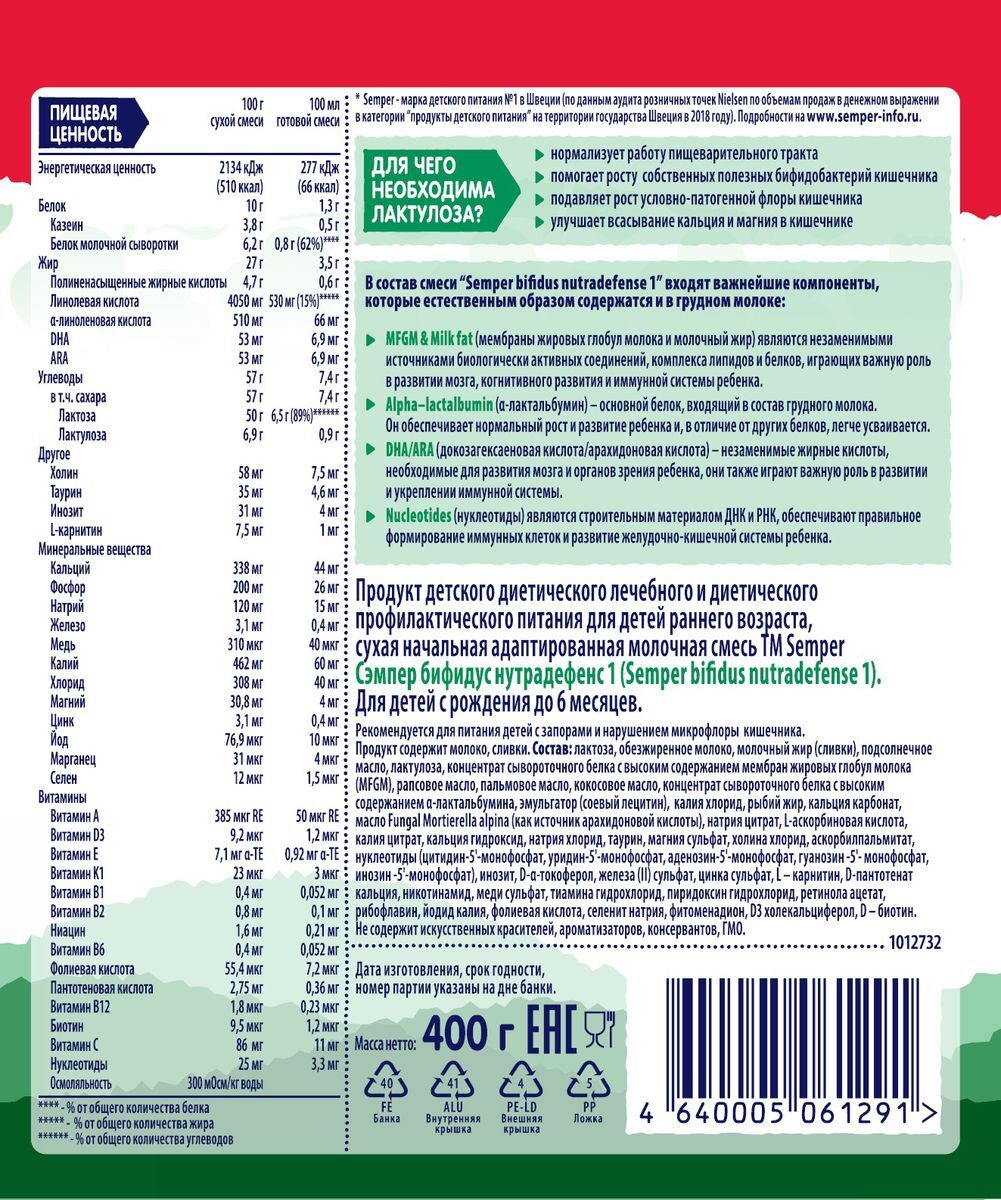 ПИЩЕВАЯ
ЦЕННОСТЬ
100 г 100 мл
сухой смеси готовой смеси
Энергетическая ценность 2134 кДж 277 кДж
(510 ккал) (66 ккал)
Белок 10 г 1,3 г
Казеин 3,8 г 0,5 г
Белок молочной сыворотки 6,2 г 0,8 г (62%)****
Жир 27 г 3,5 г
Полиненасыщенные жирные кислоты 4,7 г 0,6 г
Линолевая кислота 4050 мг 530 мг (15%)*****
α-линоленовая кислота 510 мг 66 мг
DHA 53 мг 6,9 мг
ARA 53 мг 6,9 мг
Углеводы 57 г 7,4 г
в т.ч. сахара 57 г 7,4 г
Лактоза 50 г 6,5 г (89%)******
Лактулоза 6,9 г 0,9 г
Другое
Холин 58 мг 7,5 мг
Таурин 35 мг 4,6 мг
Инозит 31 мг 4 мг
L-карнитин 7,5 мг 1 мг
Минеральные вещества
Кальций 338 мг 44 мг
Фосфор 200 мг 26 мг
Натрий 120 мг 15 мг
Железо 3,1 мг 0,4 мг
Медь 310 мкг 40 мкг
Калий 462 мг 60 мг
Хлорид 308 мг 40 мг
Магний 30,8 мг 4 мг
Цинк 3,1 мг 0,4 мг
Йод 76,9 мкг 10 мкг
Марганец 31 мкг 4 мкг
Селен 12 мкг 1,5 мкг
Витамины
Витамин А 385 мкг RE 50 мкг RE
Витамин D3 9,2 мкг 1,2 мкг
Витамин Е 7,1 мг α-ТЕ 0,92 мг α-ТЕ
Витамин К1 23 мкг 3 мкг
Витамин В1 0,4 мг 0,052 мг
Витамин В2 0,8 мг 0,1 мг
Ниацин 1,6 мг 0,21 мг
Витамин В6 0,4 мг 0,052 мг
Фолиевая кислота 55,4 мкг 7,2 мкг
Пантотеновая кислота 2,75 мг 0,36 мг
Витамин В12 1,8 мкг 0,23 мкг
Биотин 9,5 мкг 1,2 мкг
Витамин С 86 мг 11 мг
Нуклеотиды 25 мг 3,3 мг
Осмоляльность 300 мОсм/кг воды
**** - % от общего количества белка
***** - % от общего количества жира
****** - % от общего количества углеводов
* Semper - марка детского питания №1 в Швеции (по данным аудита розничных точек Nielsen по объемам продаж в денежном выражении
в категории "продукты детского питания" на территории государства Швеция в 2018 году). Подробности на www.semper-info.ru.
ДЛЯ ЧЕГО
НЕОБХОДИМА
ЛАКТУЛОЗА?
нормализует работу пищеварительного тракта
помогает росту собственных полезных бифидобактерий кишечника
подавляет рост условно-патогенной флоры кишечника
улучшает всасывание кальция и магния в кишечнике
В состав смеси "Semper bifidus nutradefense 1" входят важнейшие компоненты,
которые естественным образом содержатся и в грудном молоке:
MFGM & Milk fat (мембраны жировых глобул молока и молочный жир) являются незаменимыми
источниками биологически активных соединений, комплекса липидов и белков, играющих важную роль
в развитии мозга, когнитивного развития и иммунной системы ребенка.
Alpha–lactalbumin (α-лактальбумин) – основной белок, входящий в состав грудного молока.
Он обеспечивает нормальный рост и развитие ребенка и, в отличие от других белков, легче усваивается.
DHA/ARA (докозагексаеновая кислота/арахидоновая кислота) – незаменимые жирные кислоты,
необходимые для развития мозга и органов зрения ребенка, они также играют важную роль в развитии
и укреплении иммунной системы.
Nucleotides (нуклеотиды) являются строительным материалом ДНК и РНК, обеспечивают правильное
формирование иммунных клеток и развитие желудочно-кишечной системы ребенка.
Продукт детского диетического лечебного и диетического
профилактического питания для детей раннего возраста,
сухая начальная адаптированная молочная смесь ТМ Semper
Сэмпер бифидус нутрадефенс 1 (Semper bifidus nutradefense 1).
Для детей с рождения до 6 месяцев.
Рекомендуется для питания детей с запорами и нарушением микрофлоры кишечника.
Продукт содержит молоко, сливки. Состав: лактоза, обезжиренное молоко, молочный жир (сливки), подсолнечное
масло, лактулоза, концентрат сывороточного белка с высоким содержанием мембран жировых глобул молока
(MFGM), рапсовое масло, пальмовое масло, кокосовое масло, концентрат сывороточного белка с высоким
содержанием α-лактальбумина, эмульгатор (соевый лецитин), калия хлорид, рыбий жир, кальция карбонат,
масло Fungal Mortierella alpina (как источник арахидоновой кислоты), натрия цитрат, L-аскорбиновая кислота,
калия цитрат, кальция гидроксид, натрия хлорид, таурин, магния сульфат, холина хлорид, аскорбилпальмитат,
нуклеотиды (цитидин-5'-монофосфат, уридин-5'-монофосфат, аденозин-5'-монофосфат, гуанозин -5'- монофосфат,
инозин -5'-монофосфат), инозит, D-α-токоферол, железа (II) сульфат, цинка сульфат, L – карнитин, D-пантотенат
кальция, никотинамид, меди сульфат, тиамина гидрохлорид, пиридоксин гидрохлорид, ретинола ацетат,
рибофлавин, йодид калия, фолиевая кислота, селенит натрия, фитоменадион, D3 холекальциферол, D – биотин.
Не содержит искусственных красителей, ароматизаторов, консервантов, ГМО.
1012732
Дата изготовления, срок годности,
номер партии указаны на дне банки.
Масса нетто: 400 г EAC
40 41 4 5
FE ALU PE-LD PP
Банка Внутренняя Внешняя Ложка
крышка крышка
4 640005 061291 >